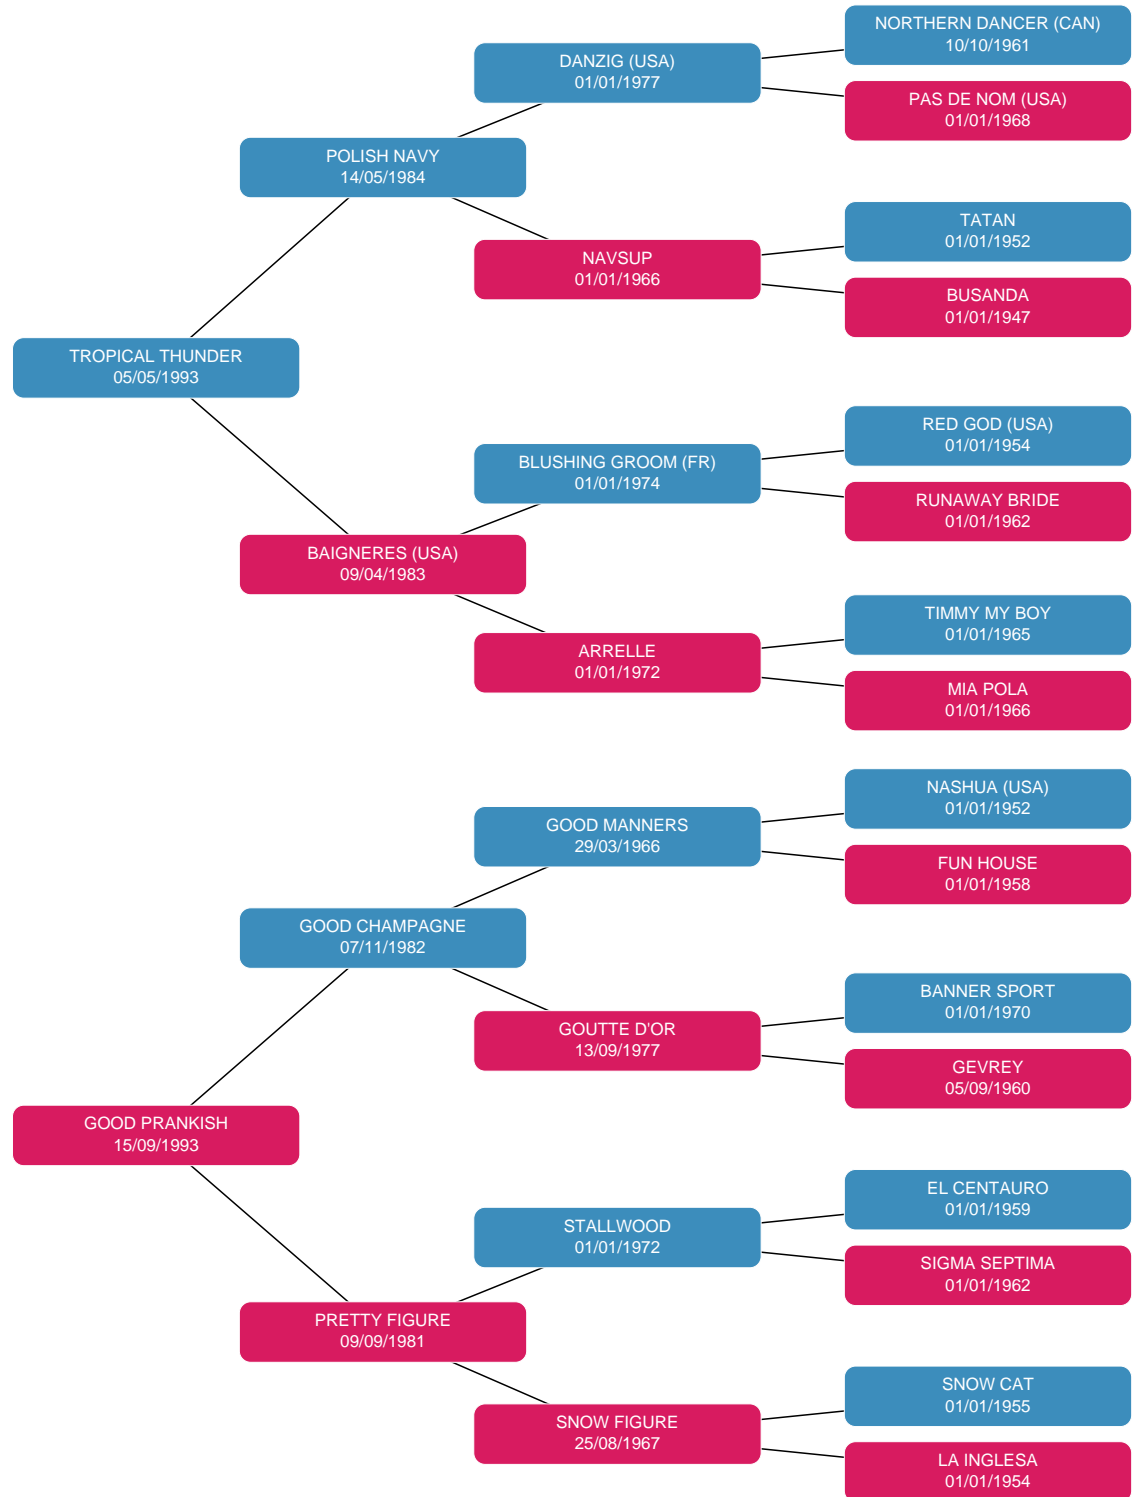 NORTHERN DANCER (CAN)
10/10/1961
DANZIG (USA)
01/01/1977
PAS DE NOM (USA)
01/01/1968
POLISH NAVY
14/05/1984
TATAN
01/01/1952
NAVSUP
01/01/1966
BUSANDA
01/01/1947
TROPICAL THUNDER
05/05/1993
RED GOD (USA)
01/01/1954
BLUSHING GROOM (FR)
01/01/1974
RUNAWAY BRIDE
01/01/1962
BAIGNERES (USA)
09/04/1983
TIMMY MY BOY
01/01/1965
ARRELLE
01/01/1972
MIA POLA
01/01/1966
NASHUA (USA)
01/01/1952
GOOD MANNERS
29/03/1966
FUN HOUSE
01/01/1958
GOOD CHAMPAGNE
07/11/1982
BANNER SPORT
01/01/1970
GOUTTE D'OR
13/09/1977
GEVREY
05/09/1960
GOOD PRANKISH
15/09/1993
EL CENTAURO
01/01/1959
STALLWOOD
01/01/1972
SIGMA SEPTIMA
01/01/1962
PRETTY FIGURE
09/09/1981
SNOW CAT
01/01/1955
SNOW FIGURE
25/08/1967
LA INGLESA
01/01/1954